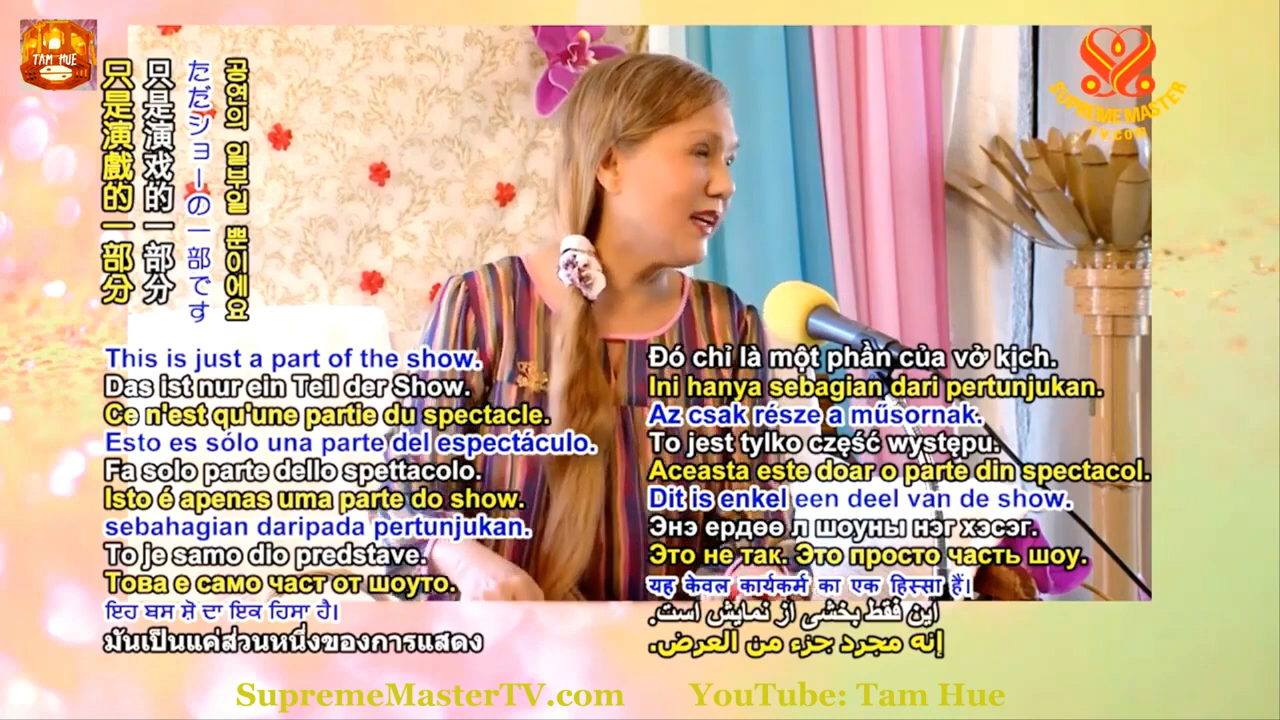 TAM HUE
SUPREME MASTER
TV.com
공연의 일부일 뿐이에요
ただショーの一部です
只是演戏的一部分
只是演戲的一部分
This is just a part of the show.
Das ist nur ein Teil der Show.
Ce n'est qu'une partie du spectacle.
Esto es sólo una parte del espectáculo.
Fa solo parte dello spettacolo.
Isto é apenas uma parte do show.
sebahagian daripada pertunjukan.
To je samo dio predstave.
Това е само част от шоуто.
ਇਹ ਬਸ ਸ਼ੋ ਦਾ ਇਕ ਹਿਸਾ ਹੈ।
มันเป็นแค่ส่วนหนึ่งของการแสดง
Đó chỉ là một phần của vở kịch.
Ini hanya sebagian dari pertunjukan.
Az csak része a műsornak.
To jest tylko część występu.
Aceasta este doar o parte din spectacol.
Dit is enkel een deel van de show.
Энэ ердөө л шоуны нэг хэсэг.
Это не так. Это просто часть шоу.
यह केवल कार्यकर्म का एक हिस्सा हैं।
این فقط بخشی از نمایش است.
إنه مجرد جزء من العرض.
SupremeMasterTV.com
YouTube: Tam Hue